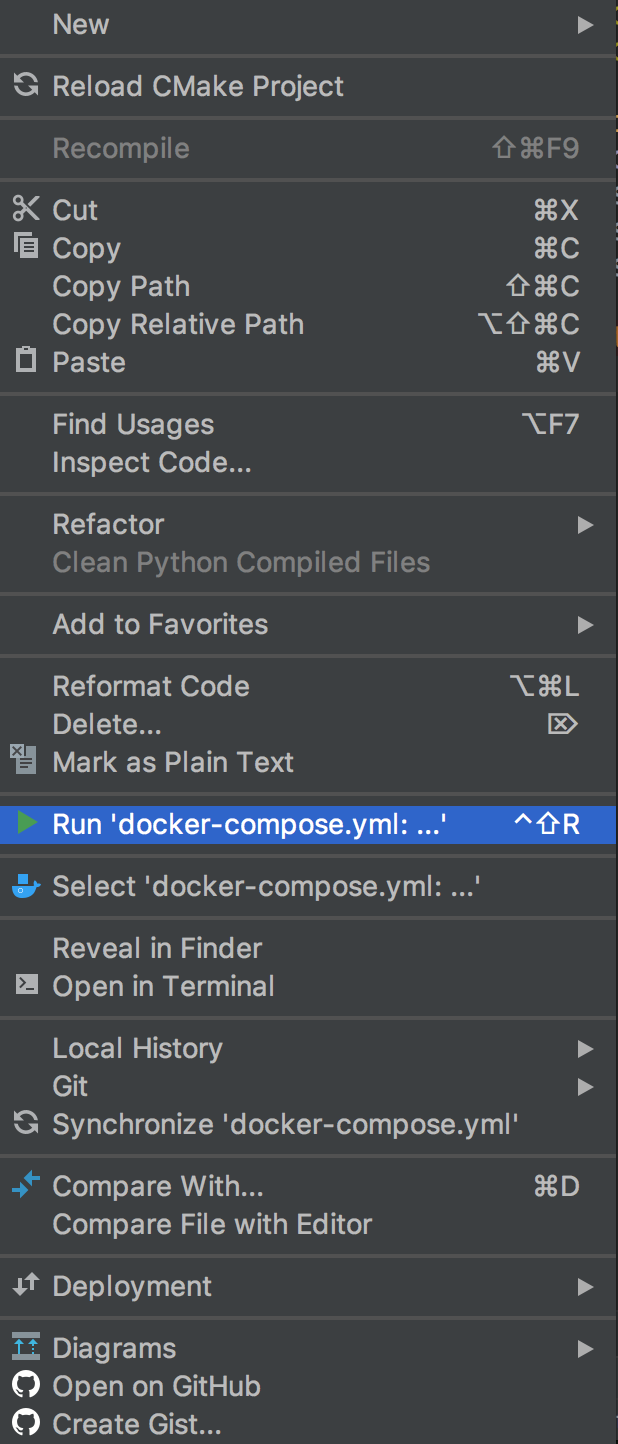 New
Reload CMake Project
Recompile ⇧⌘F9
Cut ⌘X
Copy ⌘C
Copy Path ⇧⌘C
Copy Relative Path ⌥⇧⌘C
Paste ⌘V
Find Usages ⌥F7
Inspect Code...
Refactor
Clean Python Compiled Files
Add to Favorites
Reformat Code ⌥⌘L
Delete... ⌦
Mark as Plain Text
Run 'docker-compose.yml: ...' ^⇧R
Select 'docker-compose.yml: ...'
Reveal in Finder
Open in Terminal
Local History
Git
Synchronize 'docker-compose.yml'
Compare With... ⌘D
Compare File with Editor
Deployment
Diagrams
Open on GitHub
Create Gist...